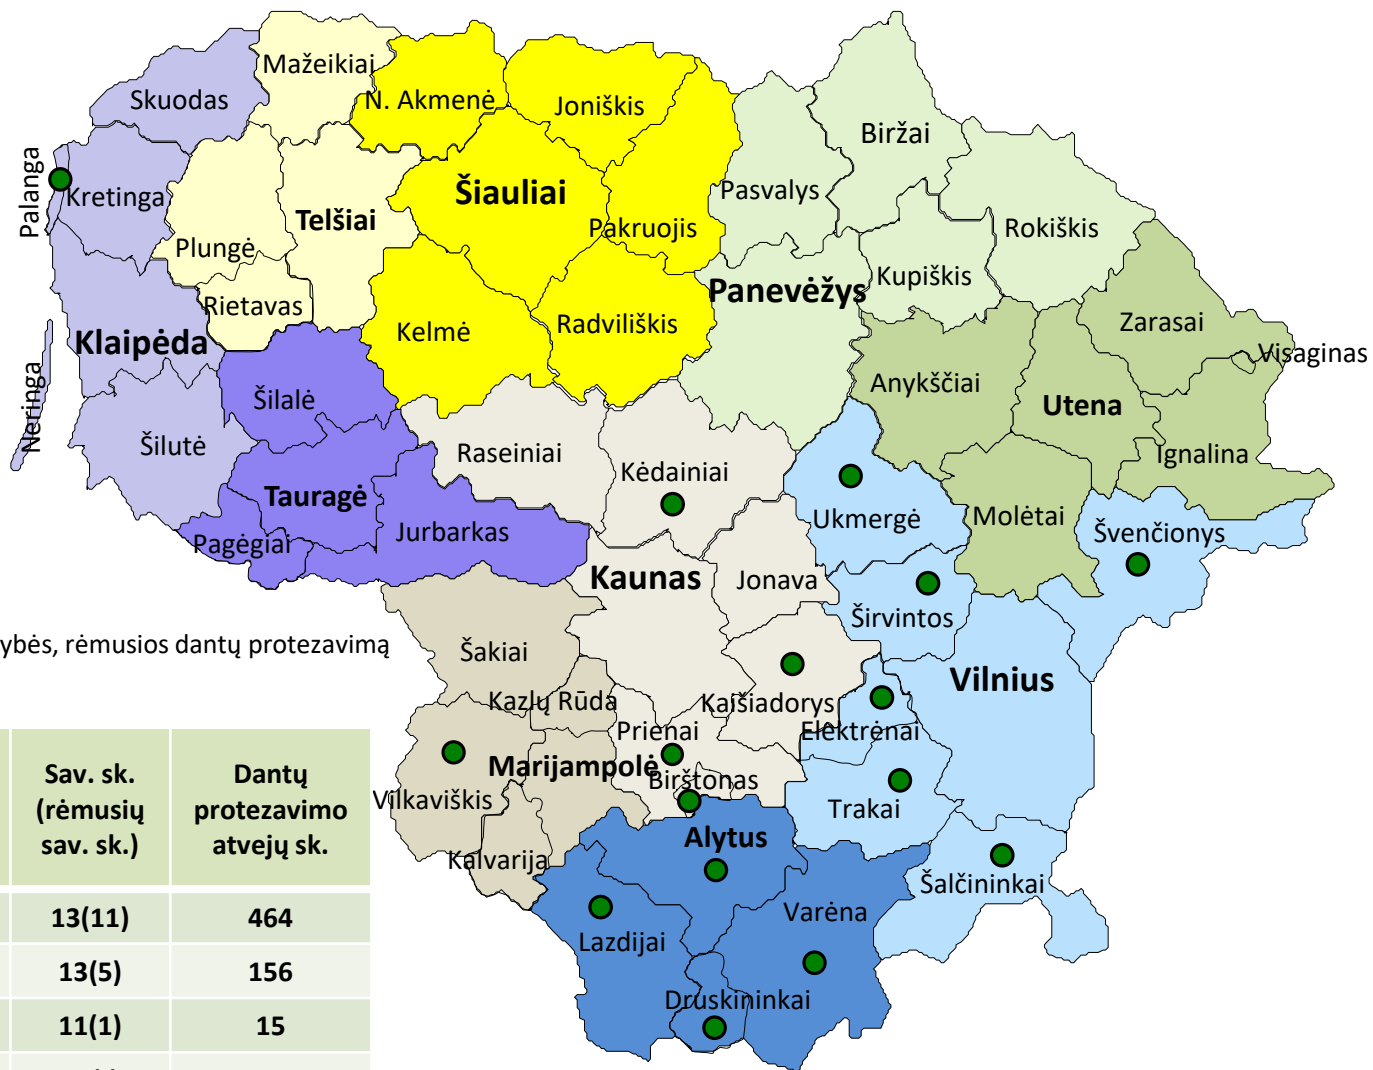 Mažeikiai
Skuodas
N. Akmenė
Joniškis
Biržai
Palanga
Kretinga
Šiauliai
Pasvalys
Telšiai
Pakruojis
Rokiškis
Plungė
Kupiškis
Rietavas
Panevėžys
Klaipėda
Kelmė
Radviliškis
Zarasai
Visaginas
Neringa
Šilalė
Anykščiai
Utena
Šilutė
Raseiniai
Kėdainiai
Ignalina
Tauragė
Ukmergė
Molėtai
Švenčionys
Pagėgiai
Jurbarkas
Kaunas
Jonava
Širvintos
ybės, rėmusios dantų protezavimą
Šakiai
Vilnius
Kazlų Rūda
Kaišiadorys
Prienai
Elektrėnai
Marijampolė
Birštonas
Vilkaviškis
Trakai
Alytus
Kalvarija
Šalčininkai
Varėna
Lazdijai
Druskininkai
Sav. sk.
(rėmusių
sav. sk.)
Dantų
protezavimo
atvejų sk.
13(11) 464
13(5) 156
11(1) 15